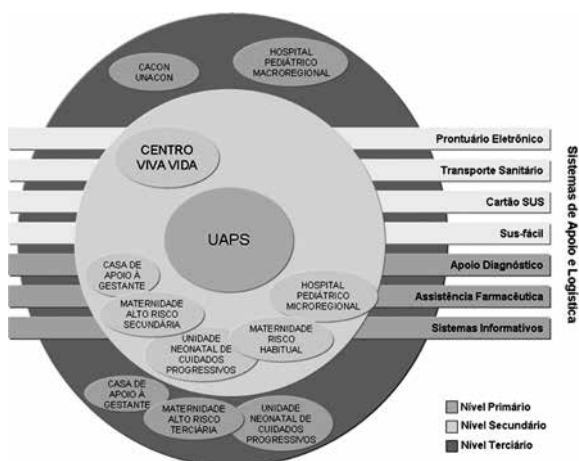 CACON
UNACON
HOSPITAL
PEDIÁTRICO
MACROREGIONAL
CENTRO
VIVA VIDA
UAPS
CASA DE
APOIO À
GESTANTE
MATERNIDADE
ALTO RISCO
SECUNDÁRIA
UNIDADE
NEONATAL DE
CUIDADOS
PROGRESSIVOS
MATERNIDADE
RISCO
HABITUAL
HOSPITAL
PEDIÁTRICO
MICROREGIONAL
CASA DE
APOIO À
GESTANTE
MATERNIDADE
ALTO RISCO
TERCIÁRIA
UNIDADE
NEONATAL DE
CUIDADOS
PROGRESSIVOS
Prontuário Eletrônico
Transporte Sanitário
Cartão SUS
Sus-fácil
Apoio Diagnóstico
Assistência Farmacêutica
Sistemas Informativos
Sistemas de Apoio e Logística
Nível Primário
Nível Secundário
Nível Terciário